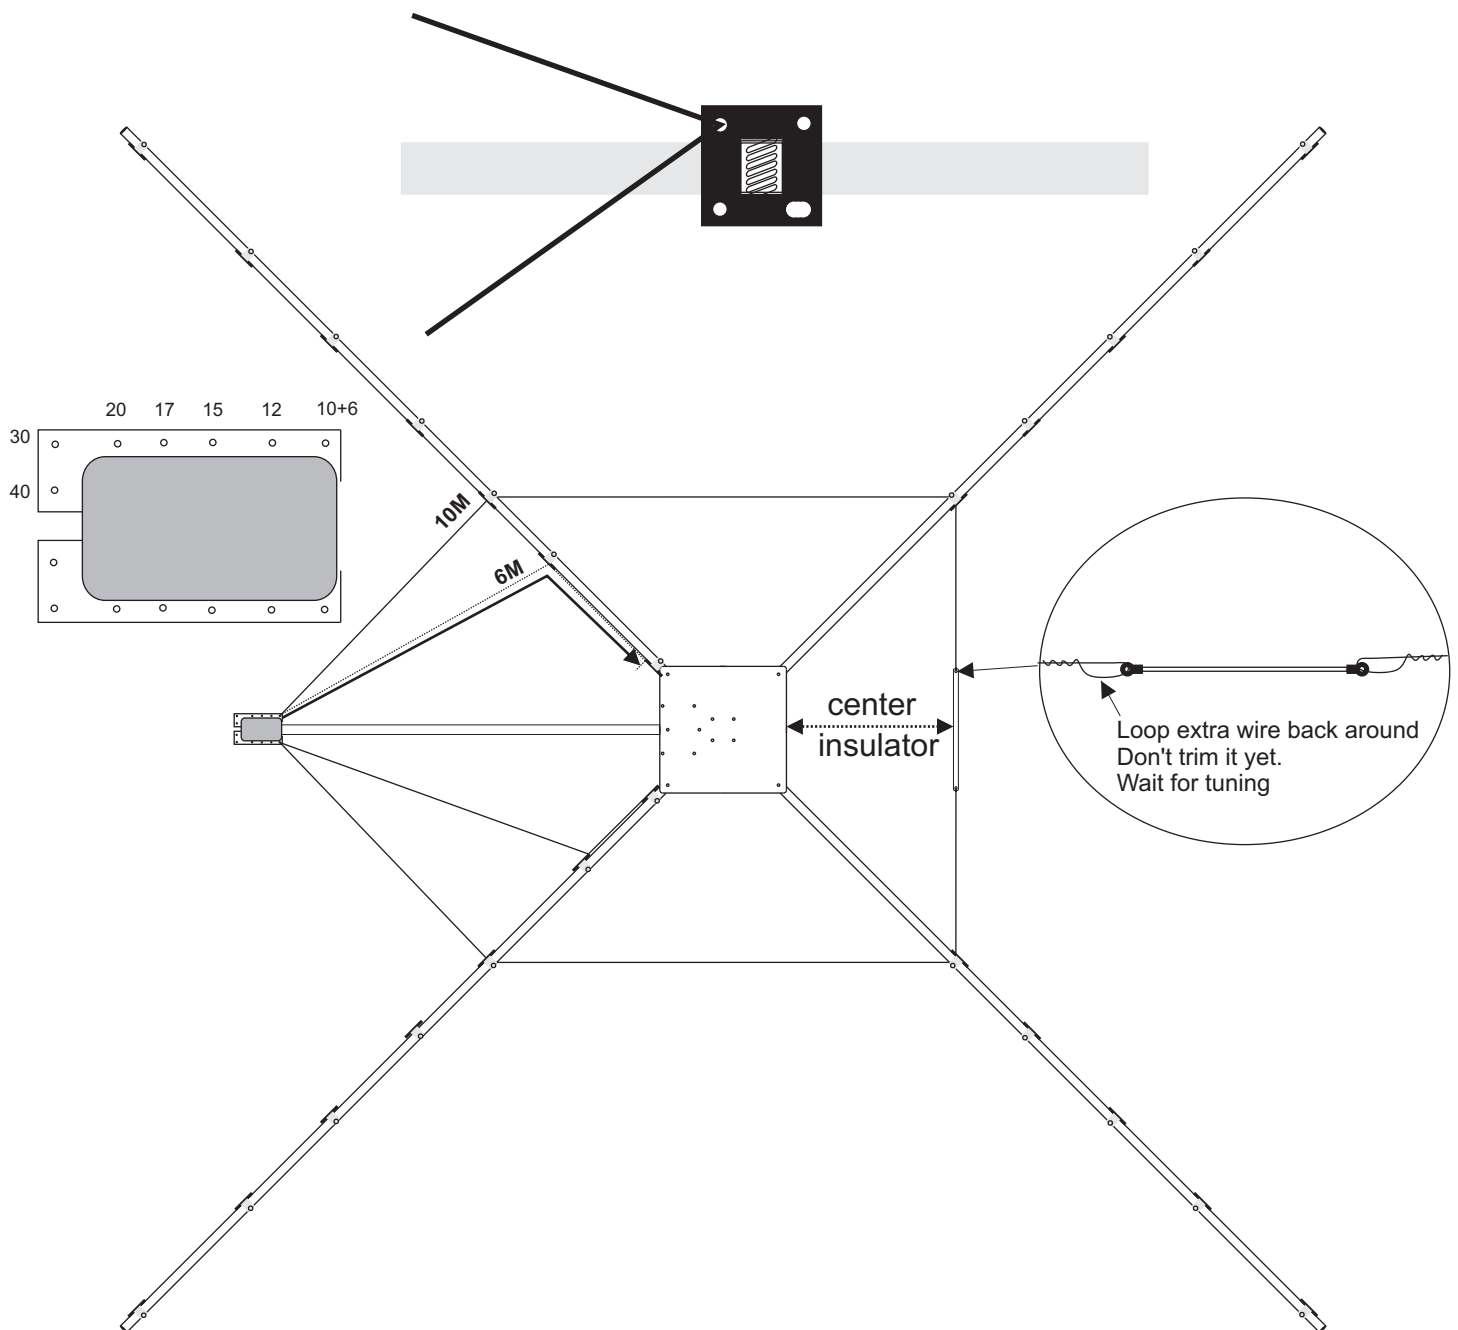 20 17 15 12 10+6
30
40
10M
6M
center
insulator
Loop extra wire back around
Don't trim it yet.
Wait for tuning